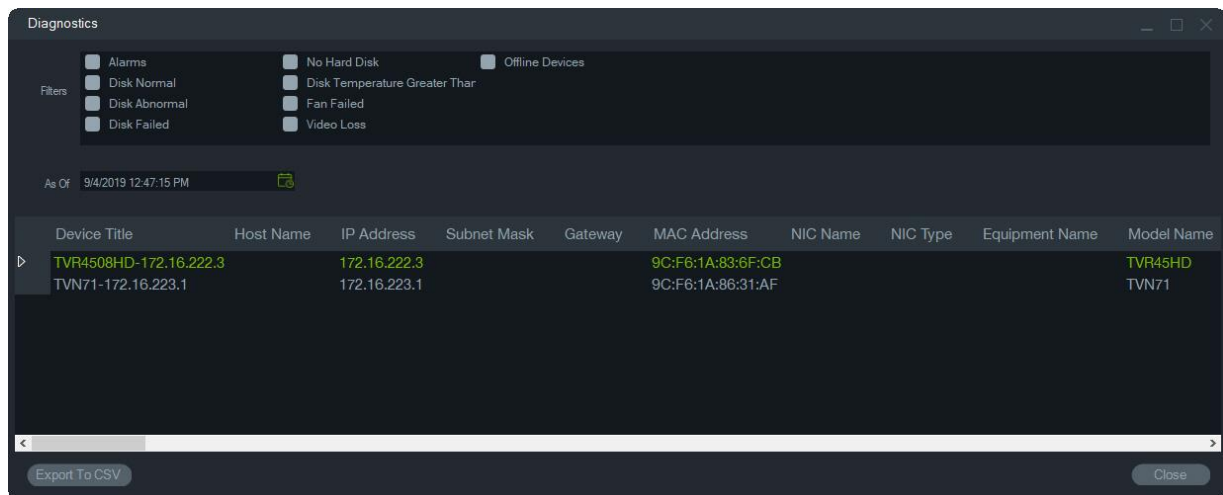 Diagnostics
Alarms No Hard Disk Offline Devices
Filters Disk Normal Disk Temperature Greater Than
Disk Abnormal Fan Failed
Disk Failed Video Loss
As Of 9/4/2019 12:47:15 PM
Device Title Host Name IP Address Subnet Mask Gateway MAC Address NIC Name NIC Type Equipment Name Model Name
TVR4508HD-172.16.222.3 172.16.222.3 9C:F6:1A:83:6F:CB TVR45HD
TVN71-172.16.223.1 172.16.223.1 9C:F6:1A:86:31:AF TVN71
Export To CSV Close